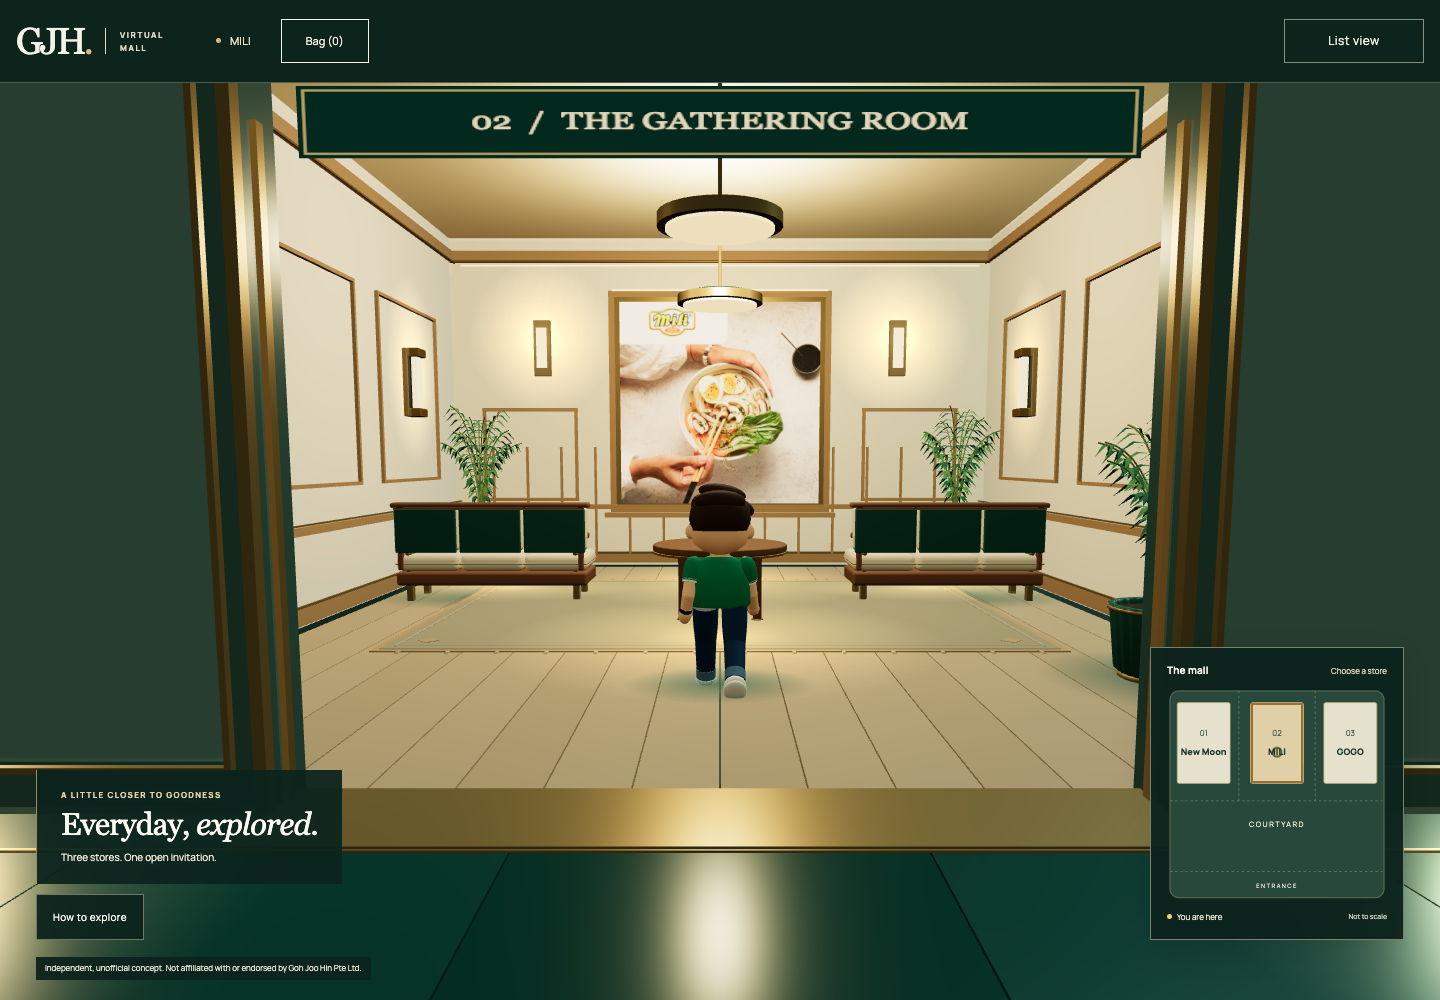 GJH.
VIRTUAL
MALL
MILI
Bag (0)
List view
02 / THE GATHERING ROOM
mili
A LITTLE CLOSER TO GOODNESS
Everyday, explored.
Three stores. One open invitation.
How to explore
Independent, unofficial concept. Not affiliated with or endorsed by Goh Joo Hin Pte Ltd.
The mall
Choose a store
01
New Moon
02
MILI
03
GOGO
COURTYARD
ENTRANCE
You are here
Not to scale